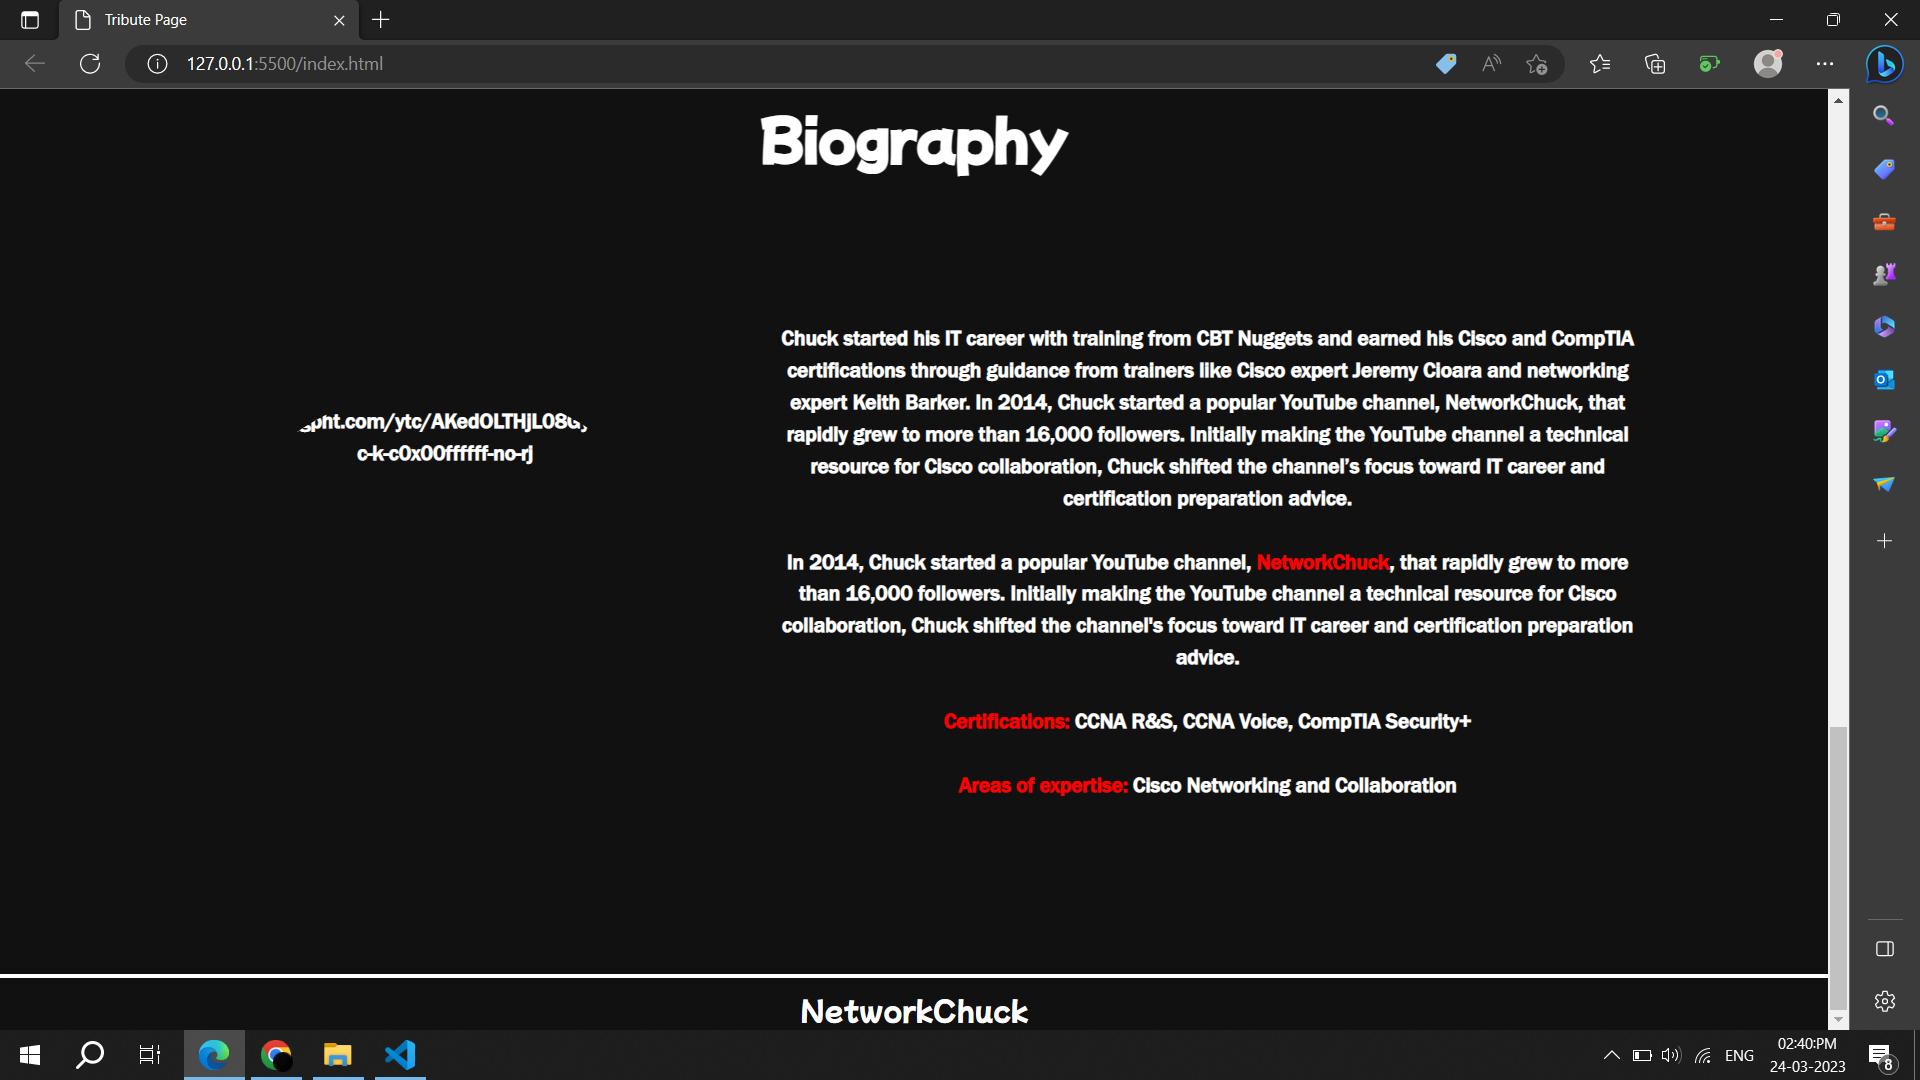 Tribute Page
127.0.0.1:5500/index.html
Biography
Chuck started his IT career with training from CBT Nuggets and earned his Cisco and CompTIA
certifications through guidance from trainers like Cisco expert Jeremy Cioara and networking
expert Keith Barker. In 2014, Chuck started a popular YouTube channel, NetworkChuck, that
rapidly grew to more than 16,000 followers. Initially making the YouTube channel a technical
resource for Cisco collaboration, Chuck shifted the channel’s focus toward IT career and
certification preparation advice.
.com/ytc/AKedOLTHjL08
c-k-c0x00ffffff-no-rj
In 2014, Chuck started a popular YouTube channel, NetworkChuck, that rapidly grew to more
than 16,000 followers. Initially making the YouTube channel a technical resource for Cisco
collaboration, Chuck shifted the channel's focus toward IT career and certification preparation
advice.
Certifications: CCNA R&S, CCNA Voice, CompTIA Security+
Areas of expertise: Cisco Networking and Collaboration
NetworkChuck
ENG
02:40:PM
24-03-2023
8